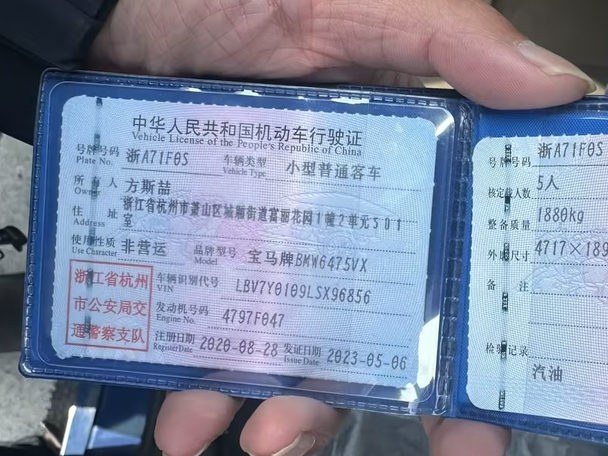 中华人民共和国机动车行驶证
Vehicle License of the People's Republic of China
号牌号码 浙A71F0S 车辆类型 小型普通客车
Plate No. Vehicle Type
所有人 方斯喆
Owner
住址 浙江省杭州市萧山区城厢街道富丽花园1幢2单元501
Address 室
使用性质 非营运 品牌型号 宝马牌BMW6475VX
Use Character Model
浙江省杭州
市公安局交
通警察支队
车辆识别代号 LBV7Y0109LSX96856
VIN
发动机号码 4797F047
Engine No.
注册日期 2020-08-28 发证日期 2023-05-06
Register Date Issue Date
号牌号码 浙A71F0S
核定载人数 5人
整备质量 1880kg
外廓尺寸 4717×189
备注
检验记录
汽油